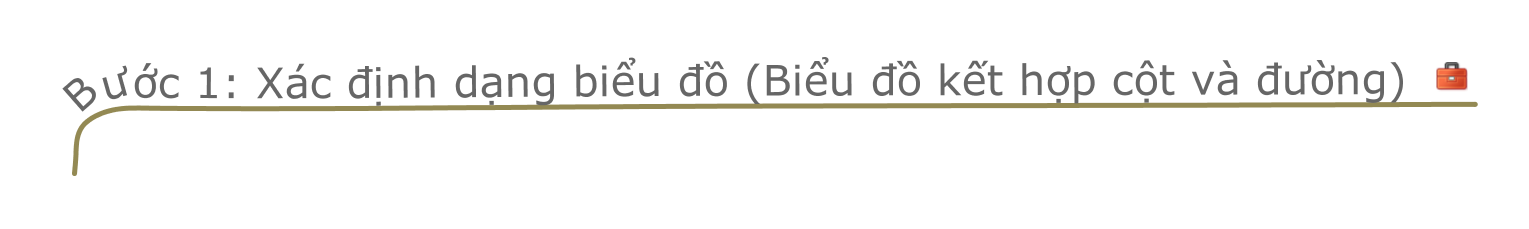 Bước 1: Xác định dạng biểu đồ (Biểu đồ kết hợp cột và đường)